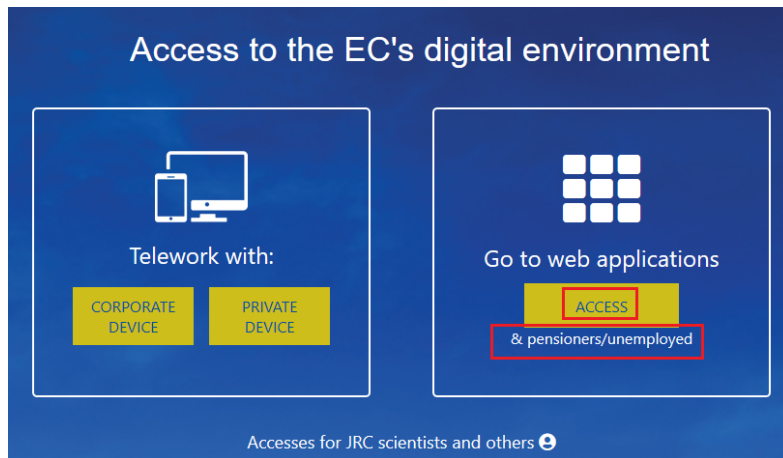 Access to the EC's digital environment
Telework with:
CORPORATE
DEVICE
PRIVATE
DEVICE
Go to web applications
ACCESS
& pensioners/unemployed
Accesses for JRC scientists and others